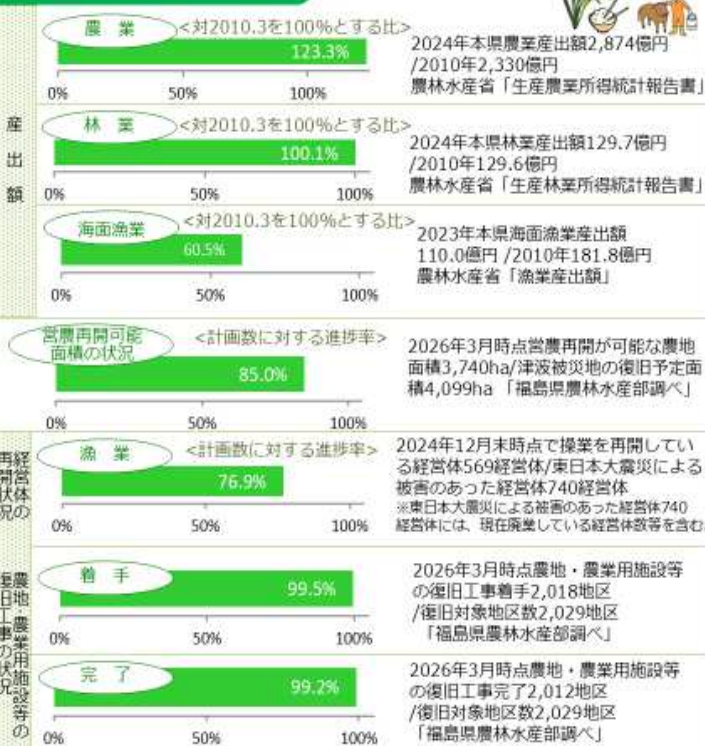 産出額
農 業
<対2010.3を100%とする比>
123.3%
0% 50% 100%
2024年本県農業産出額2,874億円
/2010年2,330億円
農林水産省「生産農業所得統計報告書」
林 業
<対2010.3を100%とする比>
100.1%
0% 50% 100%
2024年本県林業産出額129.7億円
/2010年129.6億円
農林水産省「生産林業所得統計報告書」
海面漁業
<対2010.3を100%とする比>
60.5%
0% 50% 100%
2023年本県海面漁業産出額
110.0億円 /2010年181.8億円
農林水産省「漁業産出額」
営農再開可能
面積の状況
<計画数に対する進捗率>
85.0%
0% 50% 100%
2026年3月時点営農再開が可能な農地
面積3,740ha/津波被災地の復旧予定面
積4,099ha 「福島県農林水産部調べ」
経営体の
再開状況
漁 業
<計画数に対する進捗率>
76.9%
0% 50% 100%
2024年12月末時点で操業を再開してい
る経営体569経営体/東日本大震災による
被害のあった経営体740経営体
※東日本大震災による被害のあった経営体740
経営体には、現在廃業している経営体数等を含む
農地・農業用施設等の
復旧工事の状況
着 手
99.5%
0% 50% 100%
2026年3月時点農地・農業用施設等
の復旧工事着手2,018地区
/復旧対象地区数2,029地区
「福島県農林水産部調べ」
完 了
99.2%
0% 50% 100%
2026年3月時点農地・農業用施設等
の復旧工事完了2,012地区
/復旧対象地区数2,029地区
「福島県農林水産部調べ」